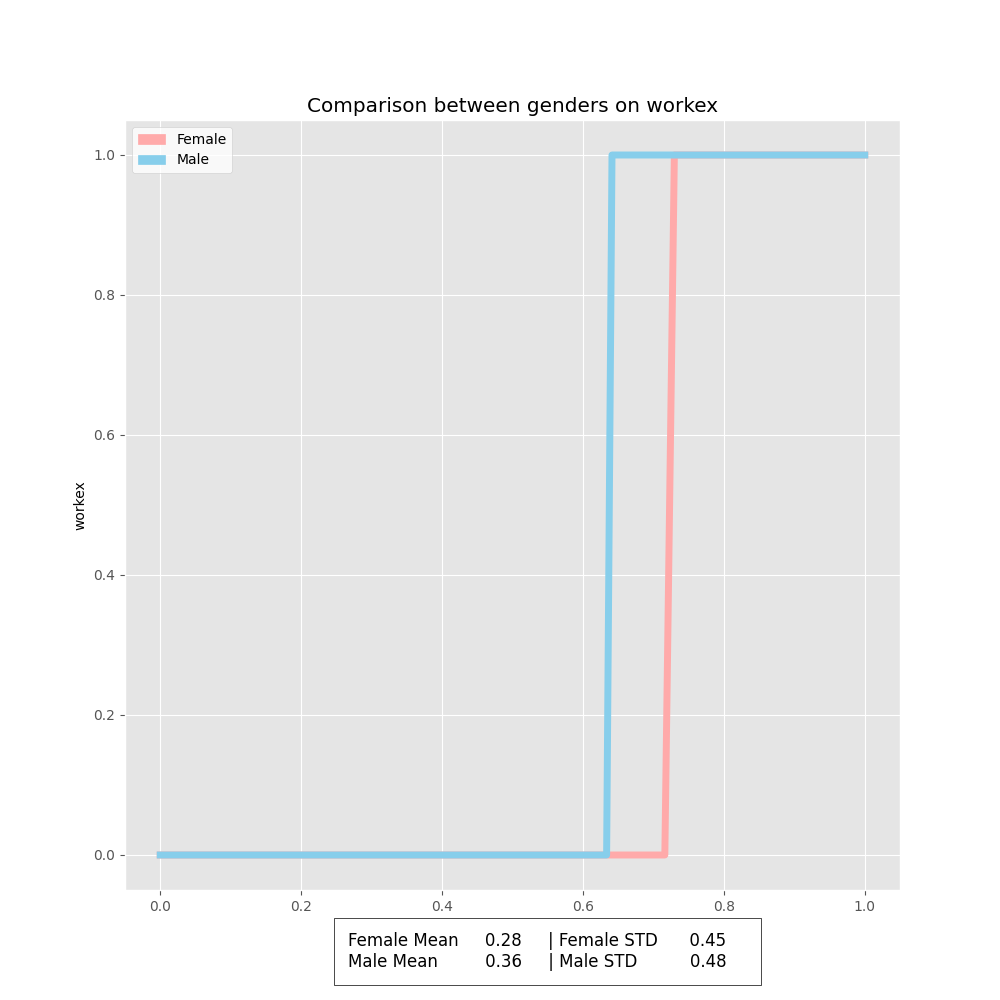 Comparison between genders on workex
Female
Male
1.0
0.8
0.6
0.4
0.2
0.0
workex
0.0 0.2 0.4 0.6 0.8 1.0
Female Mean 0.28 | Female STD 0.45
Male Mean 0.36 | Male STD 0.48